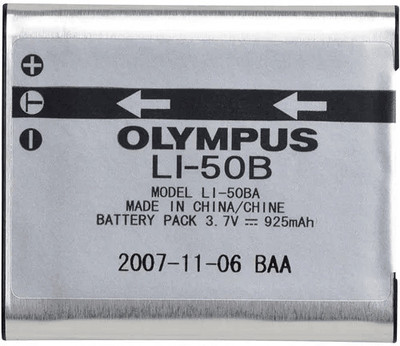 OLYMPUS
LI-50B
MODEL LI-50BA
MADE IN CHINA/CHINE
BATTERY PACK 3.7V ⎓ 925mAh
2007-11-06 BAA